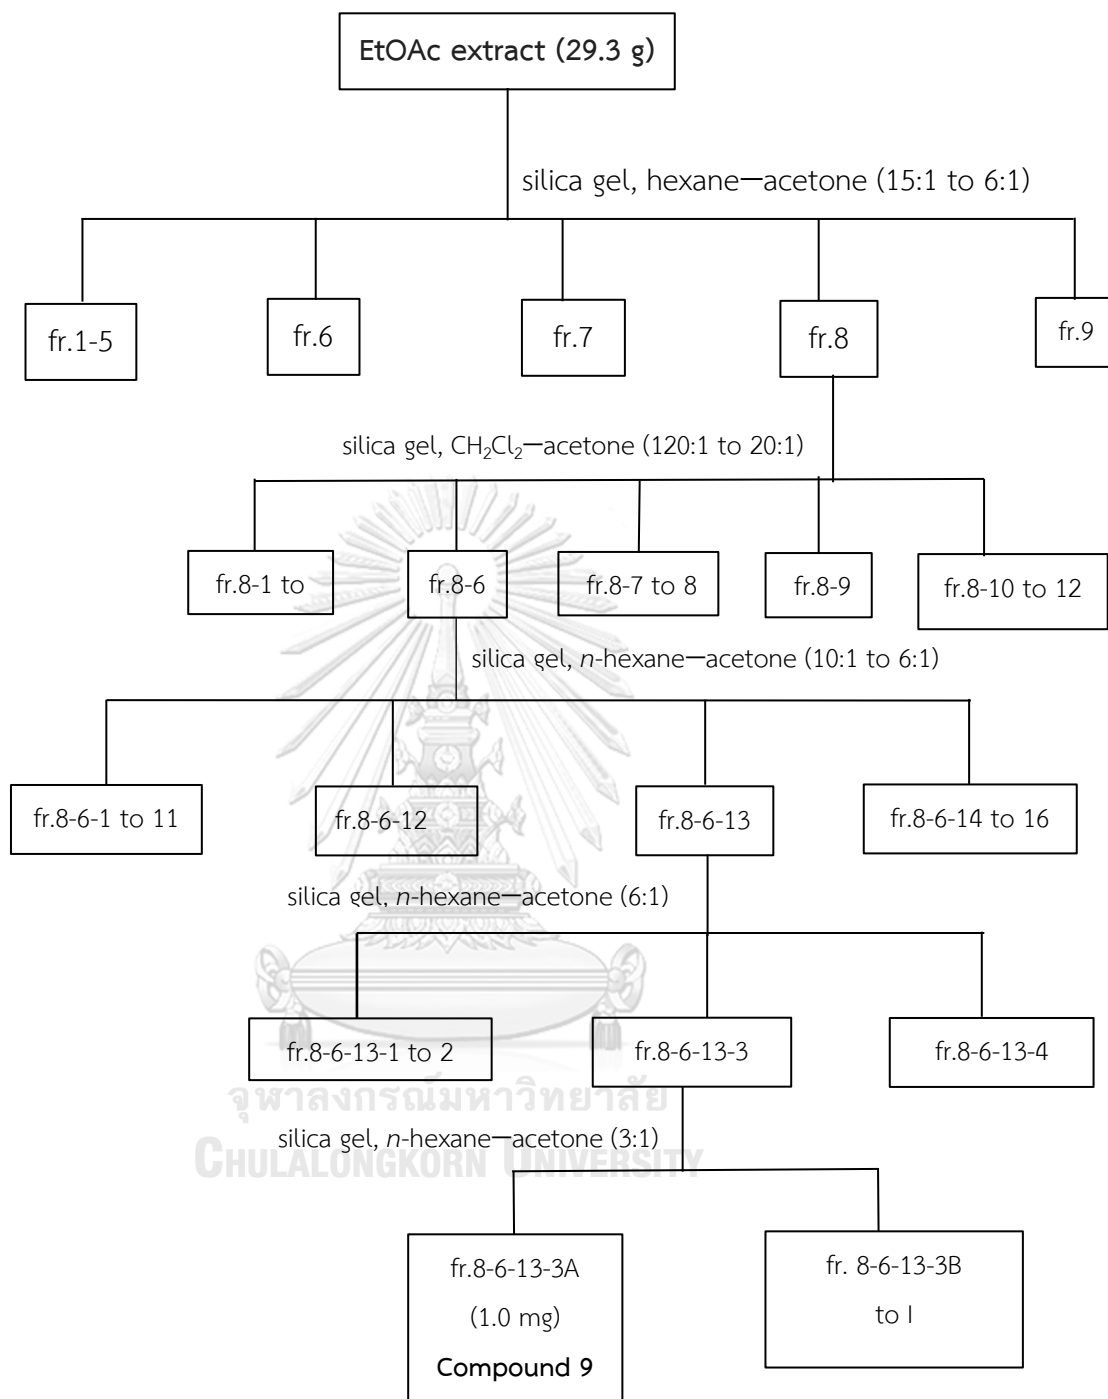 EtOAc extract (29.3 g)
silica gel, hexane—acetone (15:1 to 6:1)
fr.1-5
fr.6
fr.7
fr.8
fr.9
silica gel, CH₂Cl₂—acetone (120:1 to 20:1)
fr.8-1 to
fr.8-6
fr.8-7 to 8
fr.8-9
fr.8-10 to 12
silica gel, n-hexane—acetone (10:1 to 6:1)
fr.8-6-1 to 11
fr.8-6-12
fr.8-6-13
fr.8-6-14 to 16
silica gel, n-hexane—acetone (6:1)
fr.8-6-13-1 to 2
fr.8-6-13-3
fr.8-6-13-4
จุฬาลงกรณ์มหาวิทยาลัย
silica gel, n-hexane—acetone (3:1)
CHULALONGKORN UNIVERSITY
fr.8-6-13-3A
(1.0 mg)
Compound 9
fr. 8-6-13-3B
to I